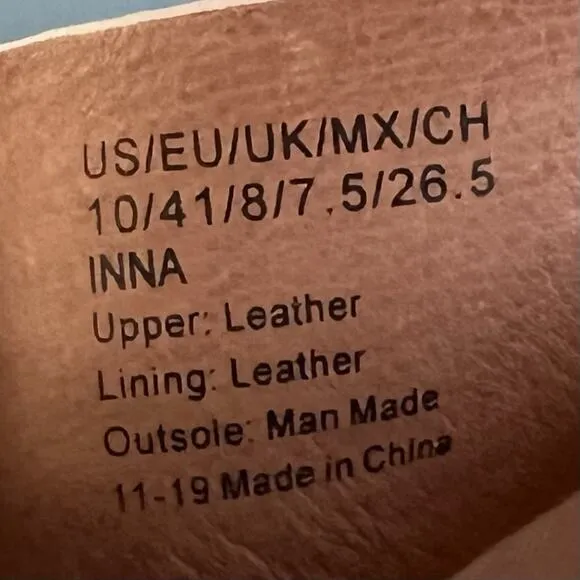 US/EU/UK/MX/CH
10/41/8/7.5/26.5
INNA
Upper: Leather
Lining: Leather
Outsole: Man Made
11-19 Made in China